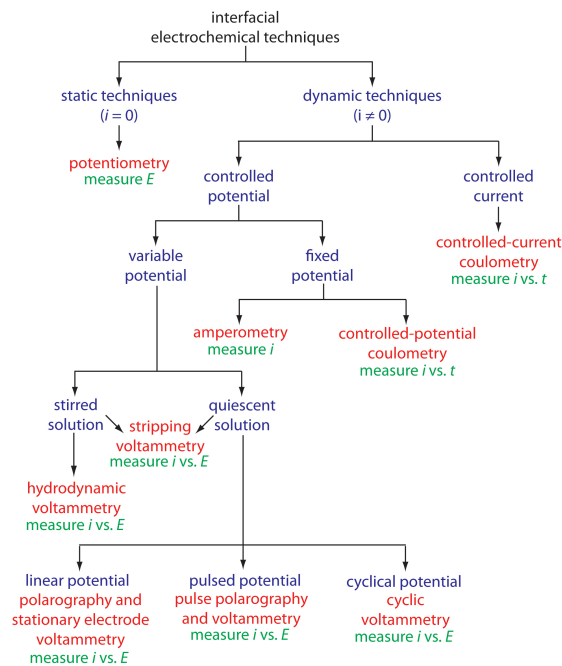 interfacial
electrochemical techniques
static techniques
(i = 0)
dynamic techniques
(i ≠ 0)
potentiometry
measure E
controlled
potential
controlled
current
controlled-current
coulometry
measure i vs. t
variable
potential
fixed
potential
amperometry
measure i
controlled-potential
coulometry
measure i vs. t
stirred
solution
quiescent
solution
stripping
voltammetry
measure i vs. E
hydrodynamic
voltammetry
measure i vs. E
linear potential
polarography and
stationary electrode
voltammetry
measure i vs. E
pulsed potential
pulse polarography
and voltammetry
measure i vs. E
cyclical potential
cyclic
voltammetry
measure i vs. E